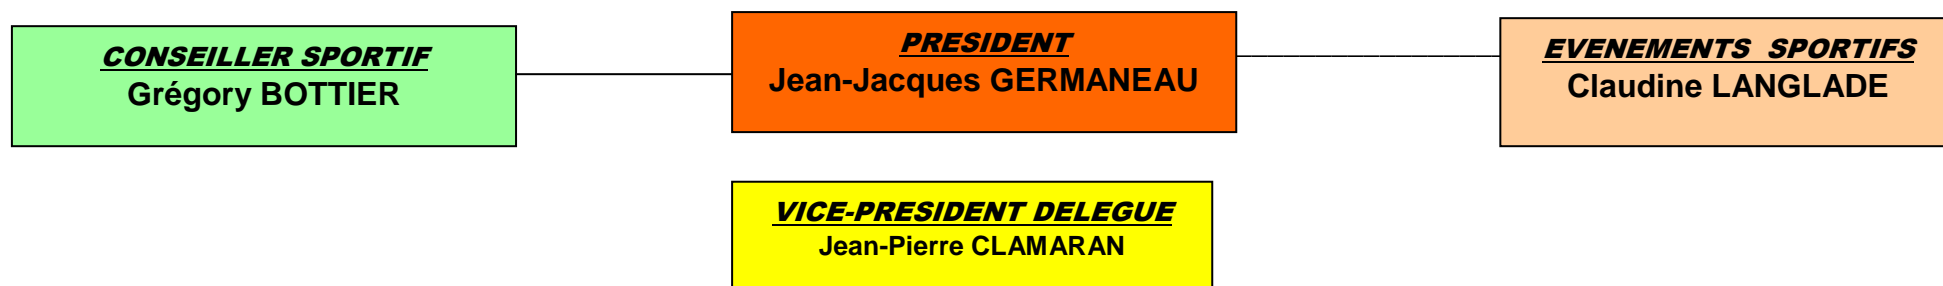 CONSEILLER SPORTIF
Grégory BOTTIER
PRESIDENT
Jean-Jacques GERMANEAU
EVENEMENTS SPORTIFS
Claudine LANGLADE
VICE-PRESIDENT DELEGUE
Jean-Pierre CLAMARAN